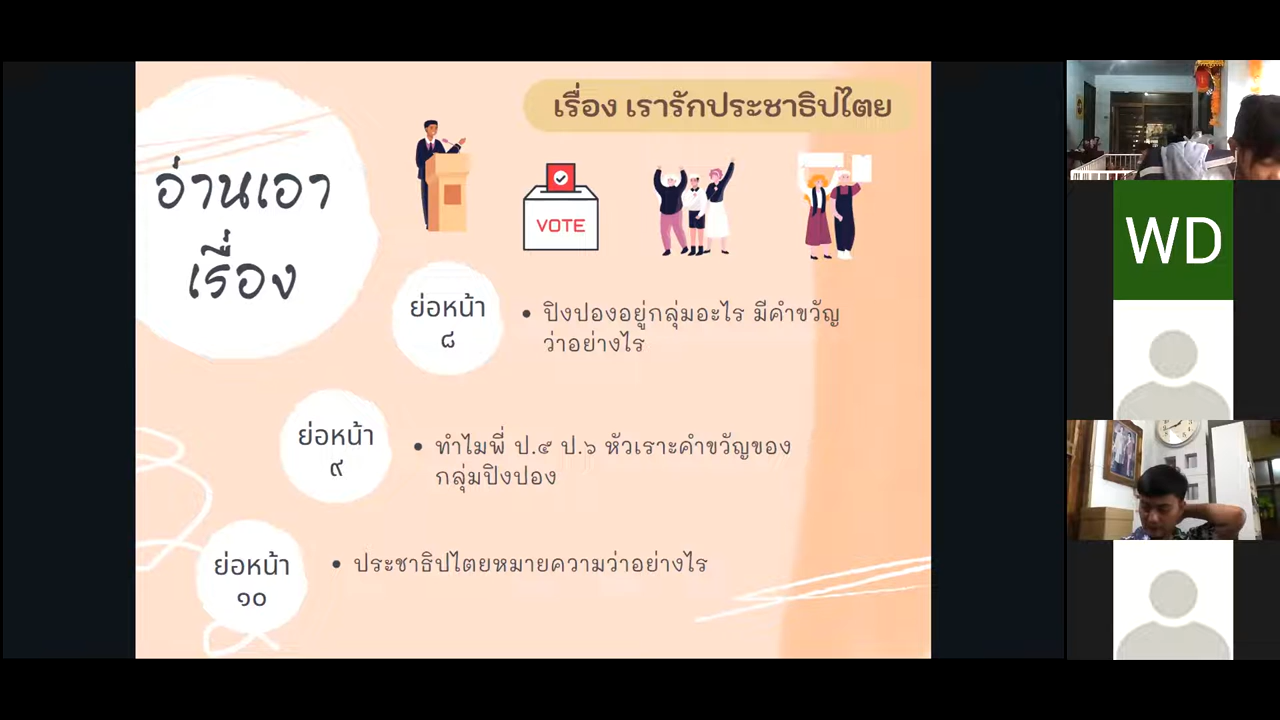 เรื่อง เรารักประชาธิปไตย
อ่านเอา
เรื่อง
VOTE
ย่อหน้า
๘
• ปิงปองอยู่กลุ่มอะไร มีคำขวัญ
ว่าอย่างไร
ย่อหน้า
๙
• ทำไมพี่ ป.๕ ป.๖ หัวเราะคำขวัญของ
กลุ่มปิงปอง
ย่อหน้า
๑๐
• ประชาธิปไตยหมายความว่าอย่างไร
WD